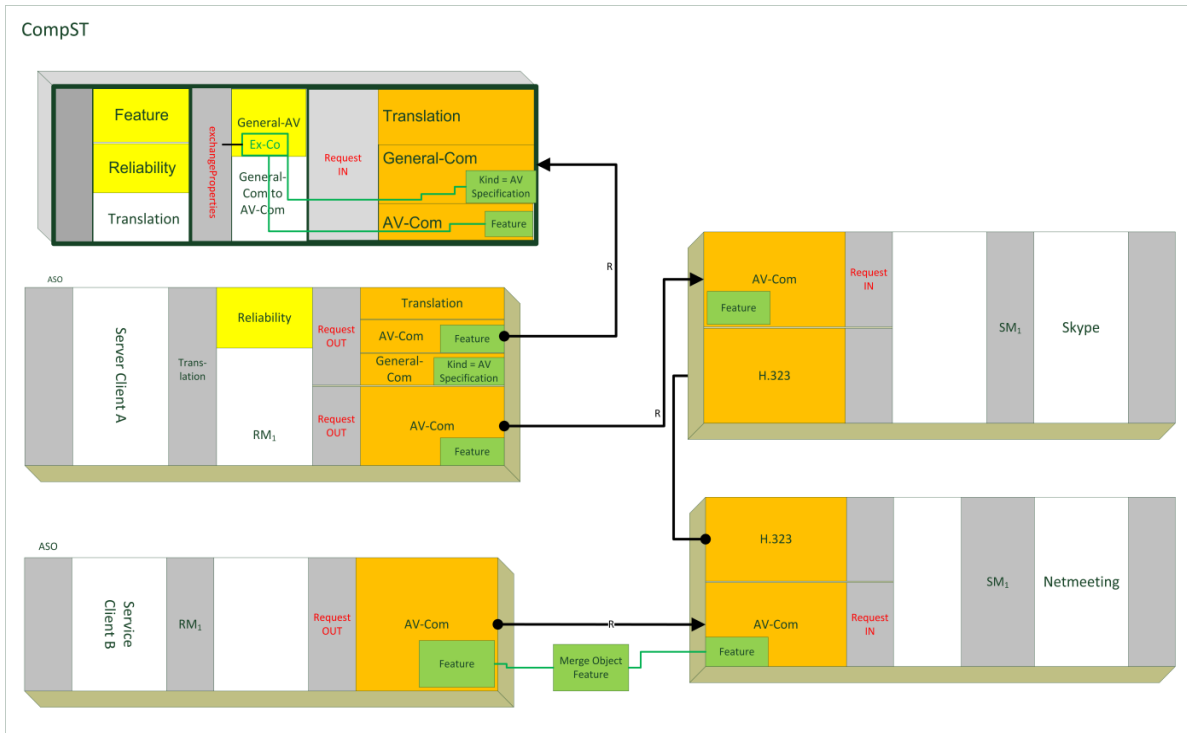 CompST
Feature
Reliability
Translation
exchangeProperties
General-AV
Ex-Co
General-
Com to
AV-Com
Request
IN
Translation
General-Com
Kind = AV
Specification
AV-Com
Feature
R
ASO
Server Client A
Trans-
lation
Reliability
RM1
Request
OUT
Request
OUT
Translation
AV-Com
Feature
General-
Com
Kind = AV
Specification
AV-Com
Feature
R
AV-Com
Feature
H.323
Request
IN
SM1
Skype
ASO
Service
Client B
RM1
Request
OUT
AV-Com
Feature
R
Merge Object
Feature
H.323
AV-Com
Feature
Request
IN
SM1
Netmeeting